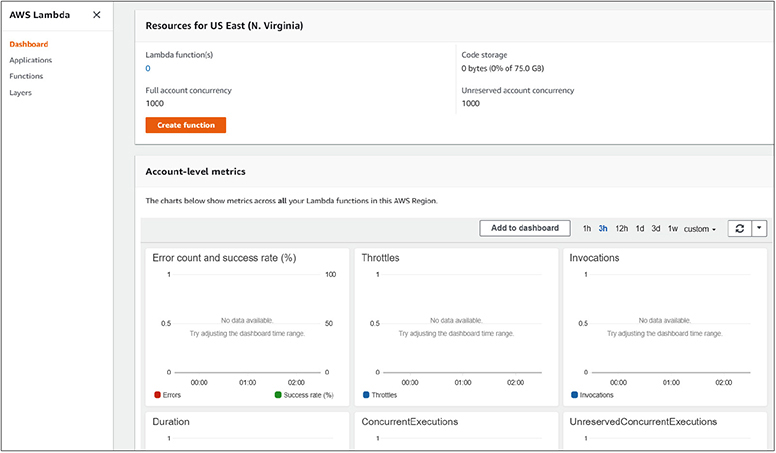 AWS Lambda
Dashboard
Applications
Functions
Layers
Resources for US East (N. Virginia)
Lambda function(s)
0
Code storage
0 bytes (0% of 75.0 GB)
Full account concurrency
1000
Unreserved account concurrency
1000
Create function
Account-level metrics
The charts below show metrics across all your Lambda functions in this AWS Region.
Add to dashboard 1h 3h 12h 1d 3d 1w custom
Error count and success rate (%)
1 100
No data available.
0.5 50
Try adjusting the dashboard time range.
0 0
00:00 01:00 02:00
Errors Success rate (%)
Throttles
1
No data available.
0.5
Try adjusting the dashboard time range.
0
00:00 01:00 02:00
Throttles
Invocations
1
No data available.
0.5
Try adjusting the dashboard time range.
0
00:00 01:00 02:00
Invocations
Duration
1
ConcurrentExecutions
1
UnreservedConcurrentExecutions
1